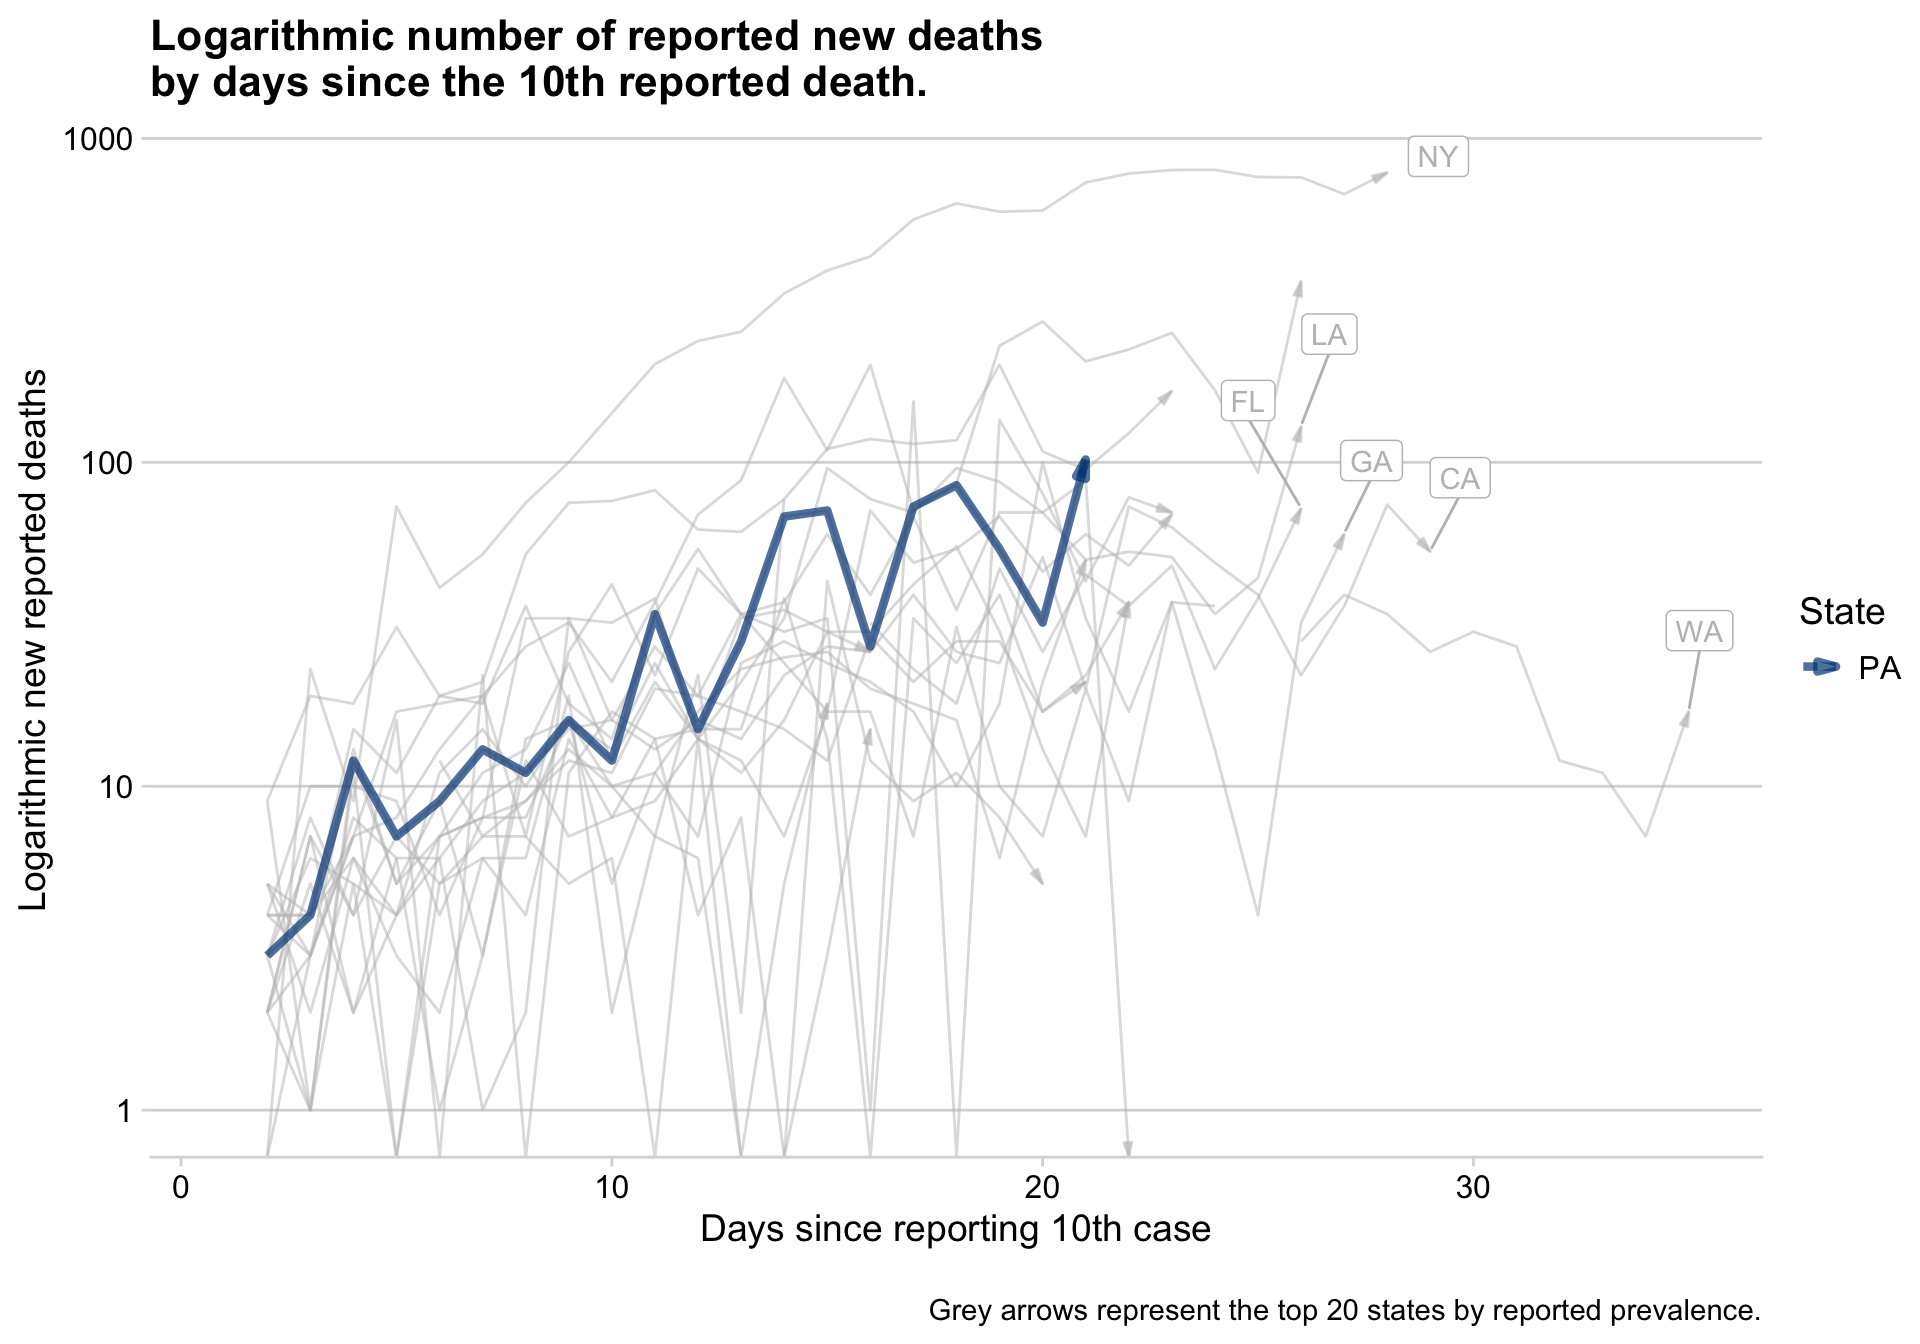 Logarithmic number of reported new deaths
by days since the 10th reported death.
Logarithmic new reported deaths
1000
100
10
1
NY
LA
FL
GA
CA
WA
State
PA
0
10
20
30
Days since reporting 10th case
Grey arrows represent the top 20 states by reported prevalence.